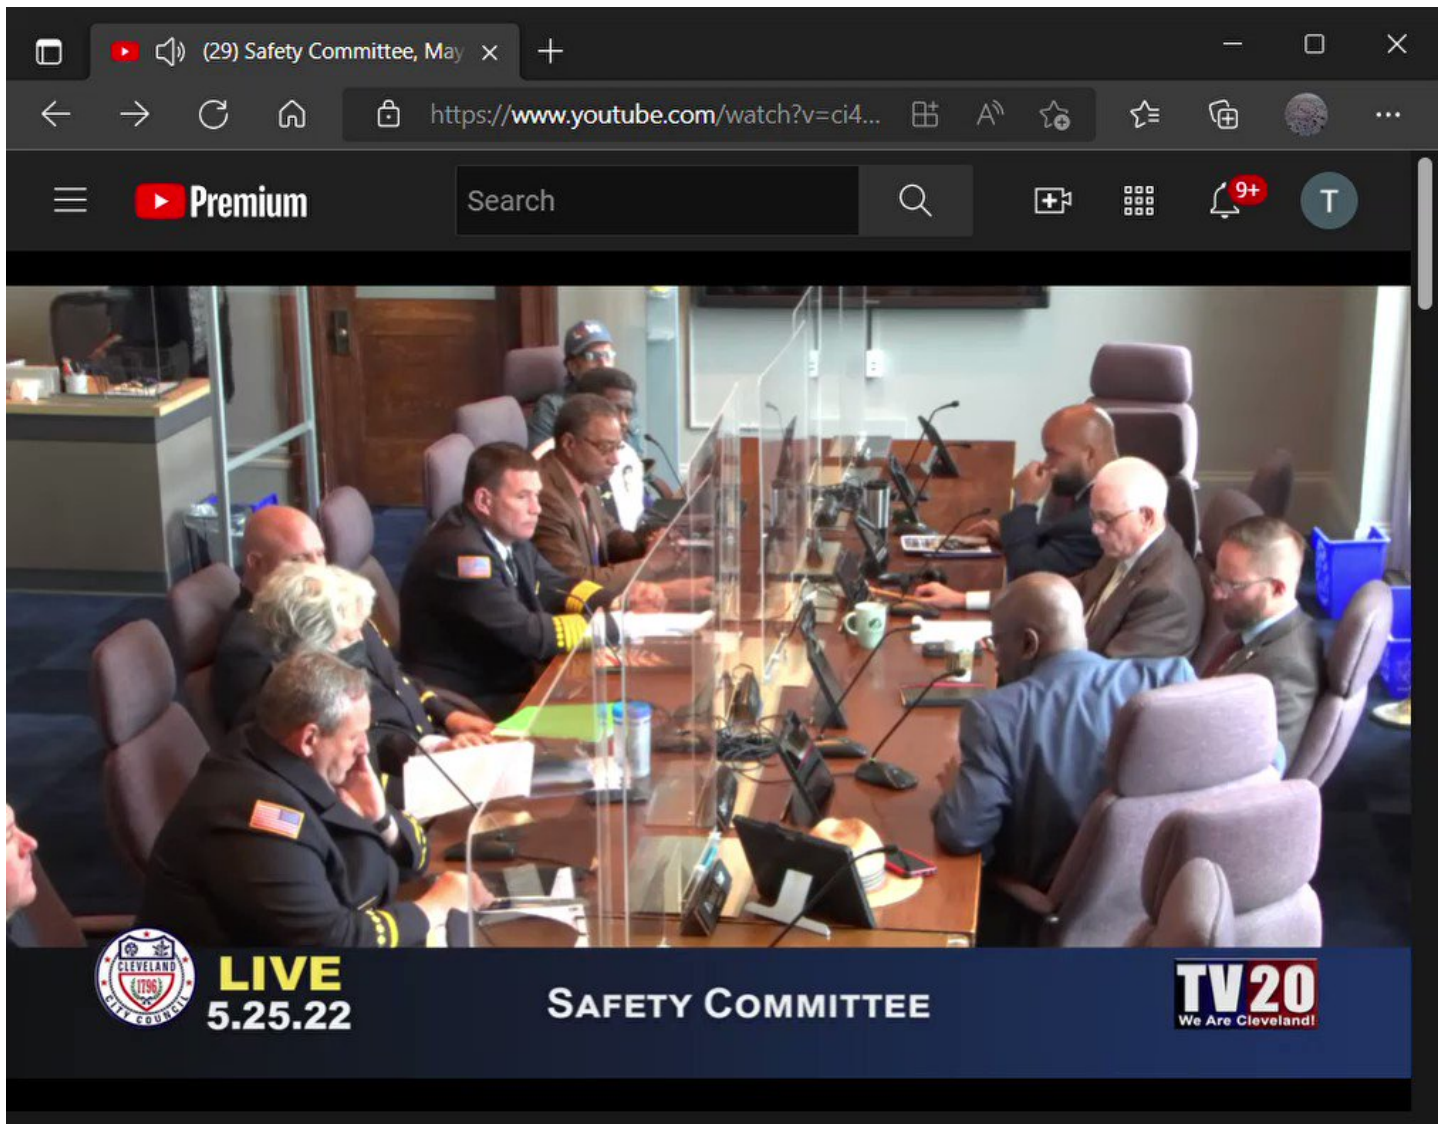 (29) Safety Committee, May
https://www.youtube.com/watch?v=ci4...
Premium
Search
9+
T
CLEVELAND
1796
CITY COUNCIL
LIVE
5.25.22
SAFETY COMMITTEE
TV20
We Are Cleveland!